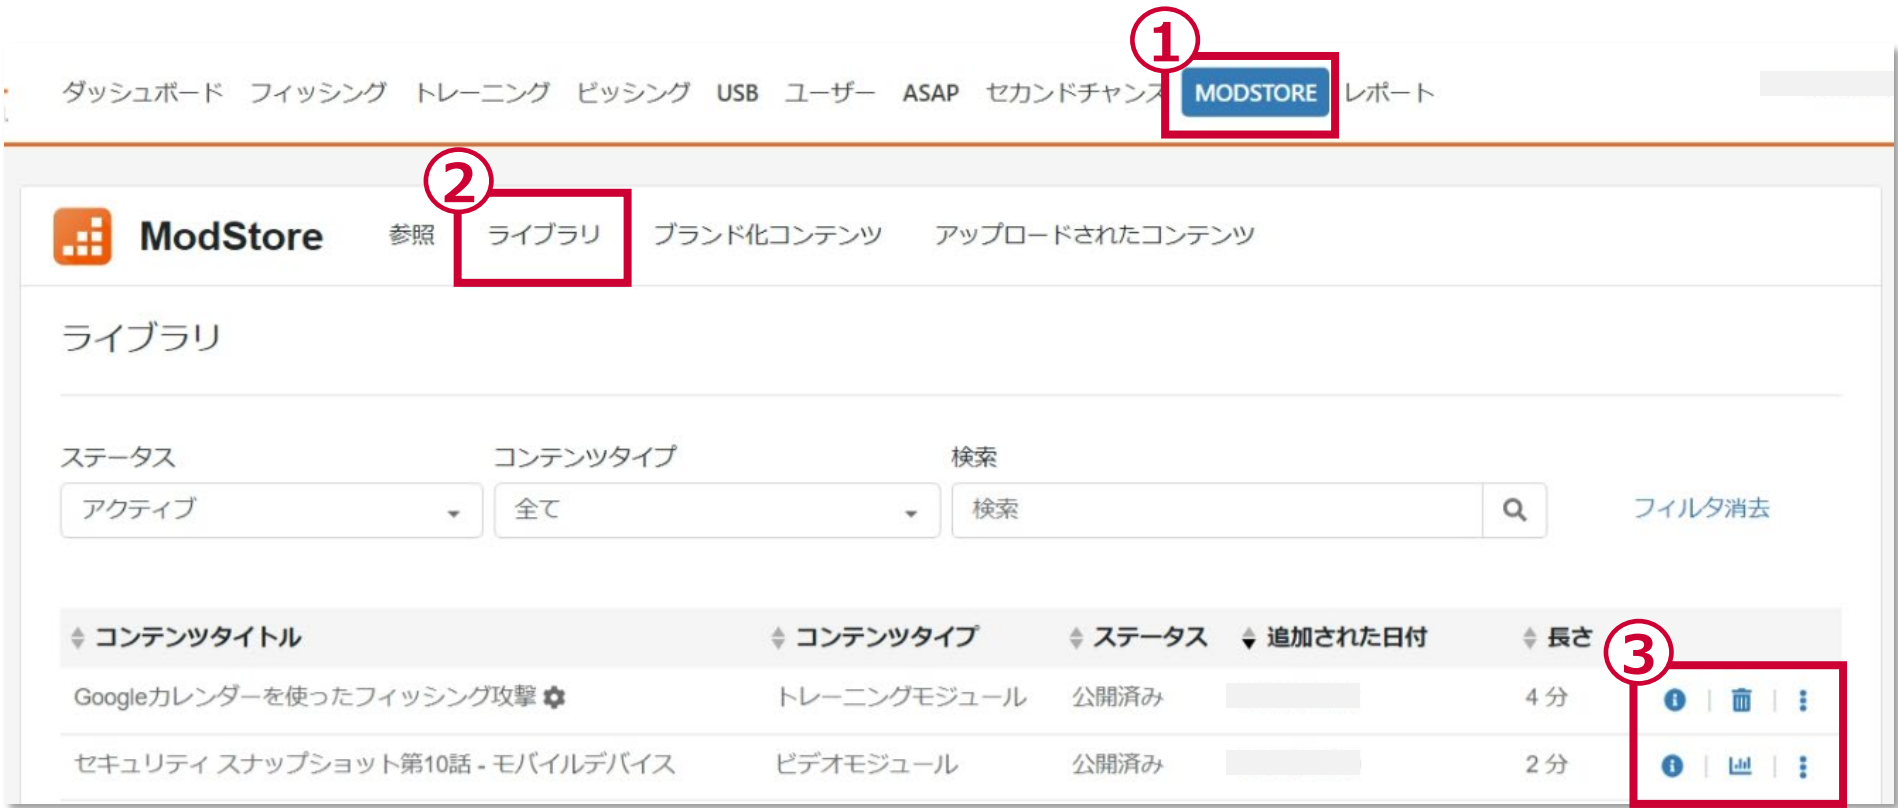 ①
ダッシュボード フィッシング トレーニング ビッシング USB ユーザー ASAP セカンドチャンス MODSTORE レポート
②
ModStore 参照 ライブラリ ブランド化コンテンツ アップロードされたコンテンツ
ライブラリ
ステータス コンテンツタイプ 検索
アクティブ 全て 検索 フィルタ消去
コンテンツタイトル コンテンツタイプ ステータス 追加された日付 長さ
③
Googleカレンダーを使ったフィッシング攻撃 トレーニングモジュール 公開済み 4 分
セキュリティ スナップショット第10話 - モバイルデバイス ビデオモジュール 公開済み 2 分